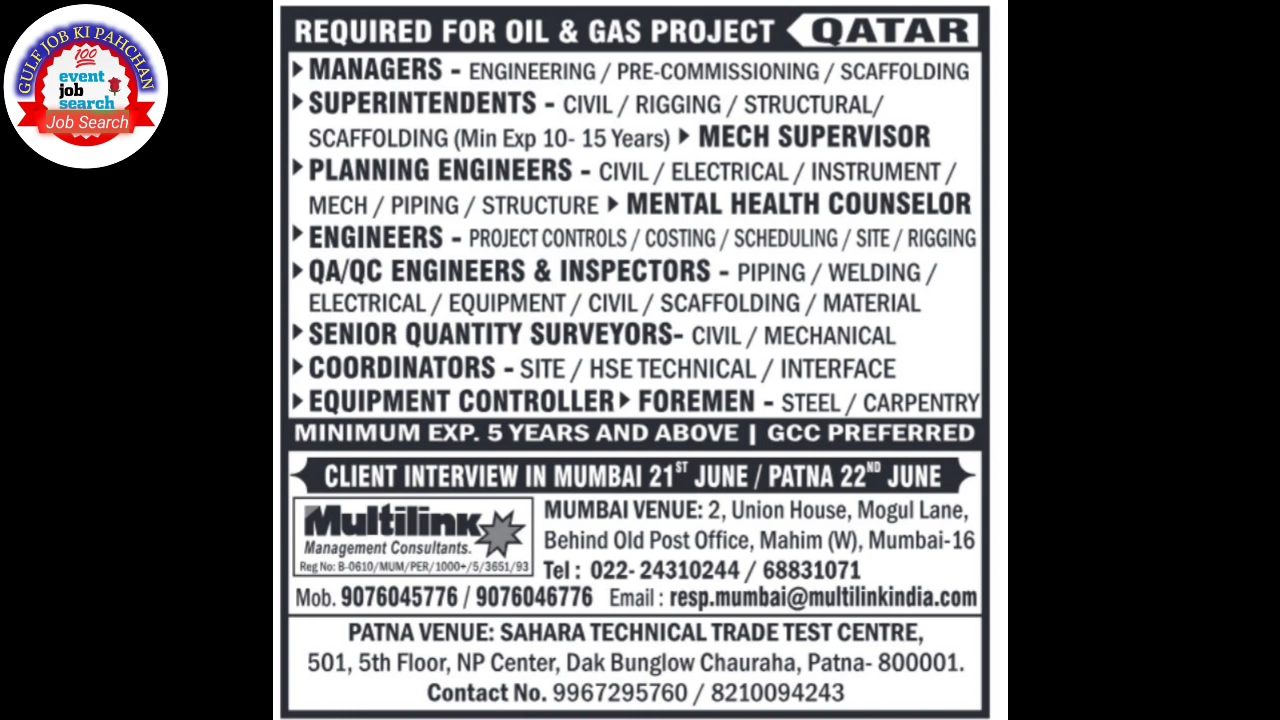 GULF JOB KI PAHCHAN
100
event
job
search
Job Search
REQUIRED FOR OIL & GAS PROJECT QATAR
MANAGERS - ENGINEERING / PRE-COMMISSIONING / SCAFFOLDING
SUPERINTENDENTS - CIVIL / RIGGING / STRUCTURAL/
SCAFFOLDING (Min Exp 10- 15 Years) MECH SUPERVISOR
PLANNING ENGINEERS - CIVIL / ELECTRICAL / INSTRUMENT /
MECH / PIPING / STRUCTURE MENTAL HEALTH COUNSELOR
ENGINEERS - PROJECT CONTROLS / COSTING / SCHEDULING / SITE / RIGGING
QA/QC ENGINEERS & INSPECTORS - PIPING / WELDING /
ELECTRICAL / EQUIPMENT / CIVIL / SCAFFOLDING / MATERIAL
SENIOR QUANTITY SURVEYORS- CIVIL / MECHANICAL
COORDINATORS - SITE / HSE TECHNICAL / INTERFACE
EQUIPMENT CONTROLLER FOREMEN - STEEL / CARPENTRY
MINIMUM EXP. 5 YEARS AND ABOVE | GCC PREFERRED
CLIENT INTERVIEW IN MUMBAI 21ST JUNE / PATNA 22ND JUNE
Multilink
Management Consultants.
Reg No: B-0610/MUM/PER/1000+/5/3651/93
MUMBAI VENUE: 2, Union House, Mogul Lane,
Behind Old Post Office, Mahim (W), Mumbai-16
Tel : 022- 24310244 / 68831071
Mob. 9076045776 / 9076046776 Email : resp.mumbai@multilinkindia.com
PATNA VENUE: SAHARA TECHNICAL TRADE TEST CENTRE,
501, 5th Floor, NP Center, Dak Bunglow Chauraha, Patna- 800001.
Contact No. 9967295760 / 8210094243